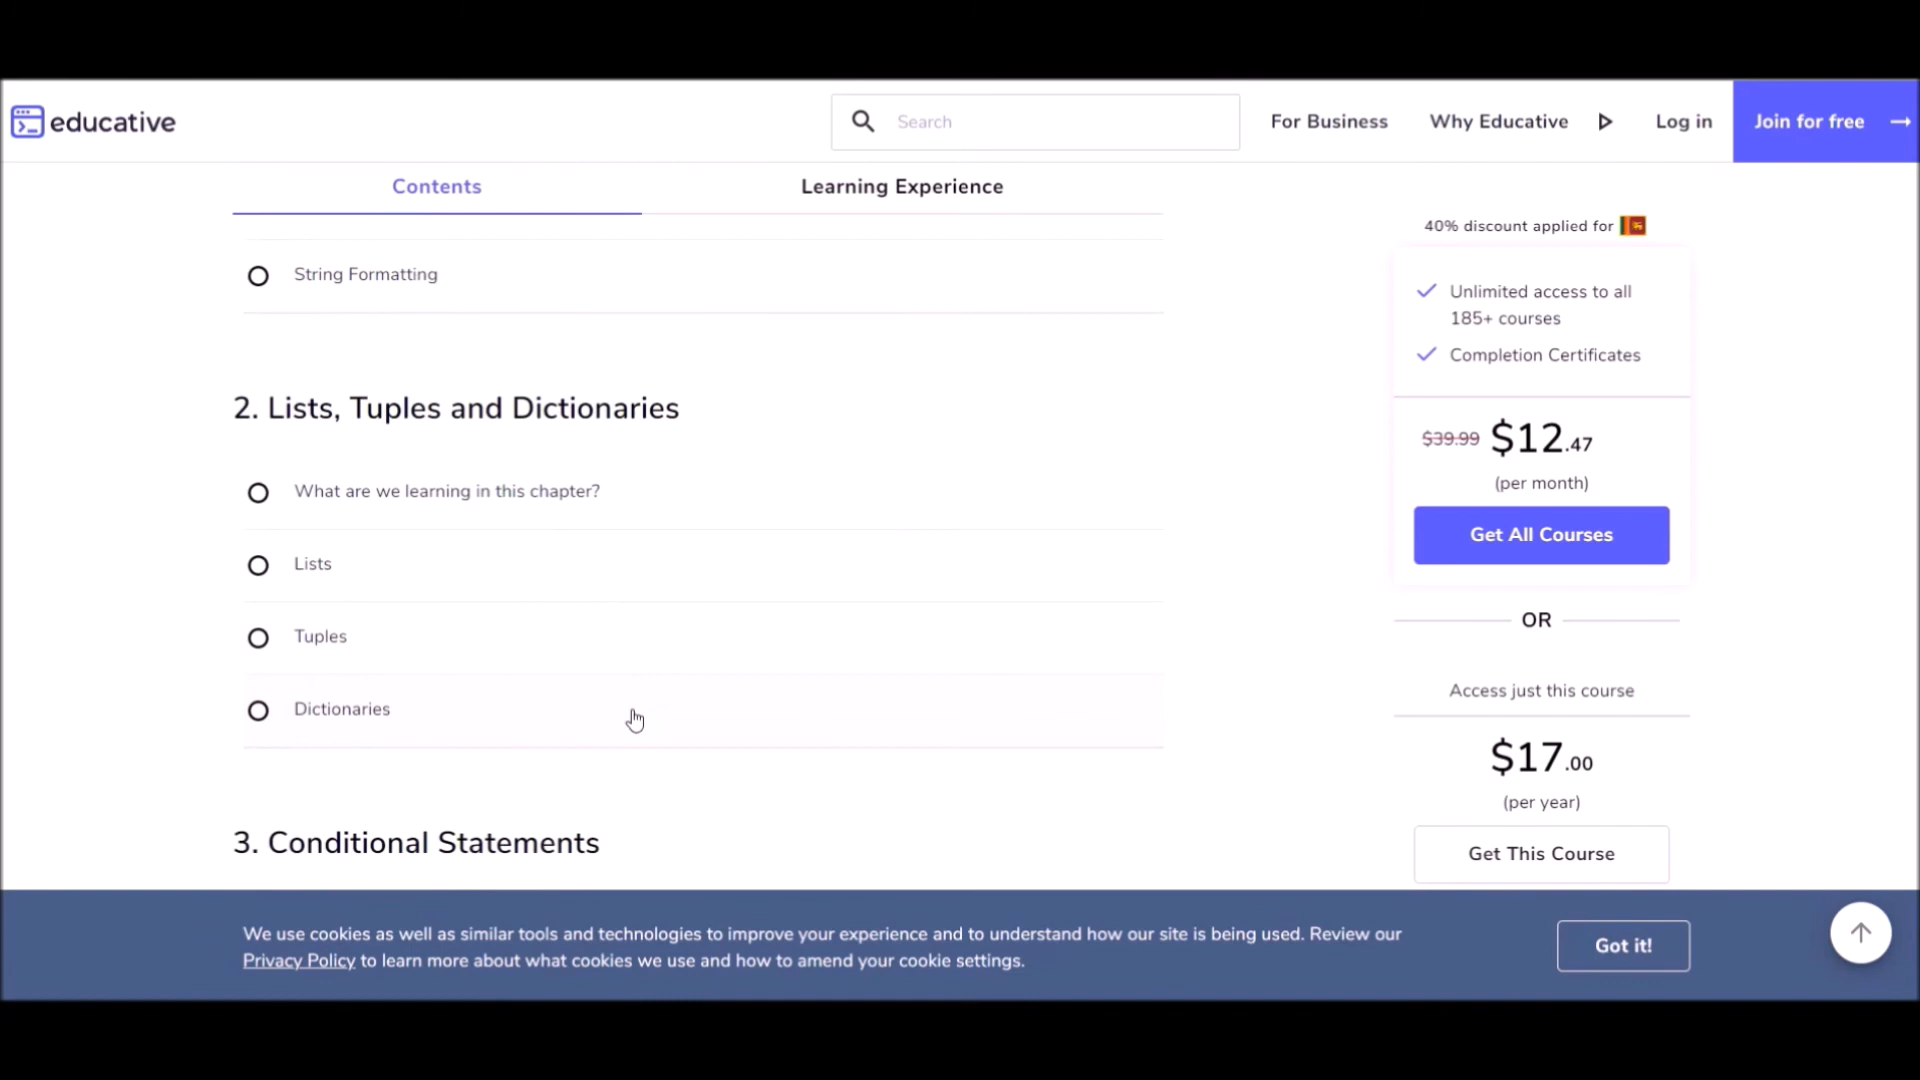 educative
Search
For Business
Why Educative
Log in
Join for free
Contents
Learning Experience
40% discount applied for
String Formatting
Unlimited access to all
185+ courses
Completion Certificates
2. Lists, Tuples and Dictionaries
$39.99 $12.47
(per month)
What are we learning in this chapter?
Get All Courses
Lists
OR
Tuples
Access just this course
Dictionaries
$17.00
(per year)
3. Conditional Statements
Get This Course
We use cookies as well as similar tools and technologies to improve your experience and to understand how our site is being used. Review our
Privacy Policy to learn more about what cookies we use and how to amend your cookie settings.
Got it!